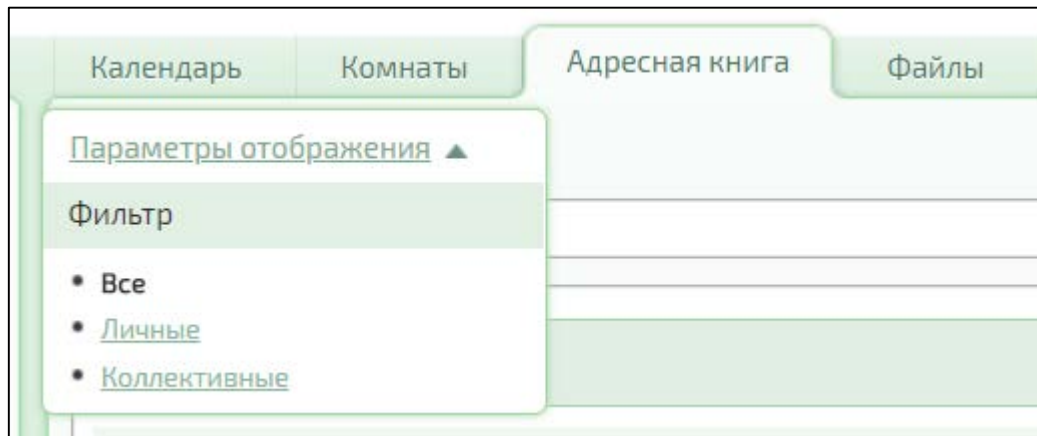 Календарь Комнаты Адресная книга Файлы
Параметры отображения
Фильтр
Все
Личные
Коллективные